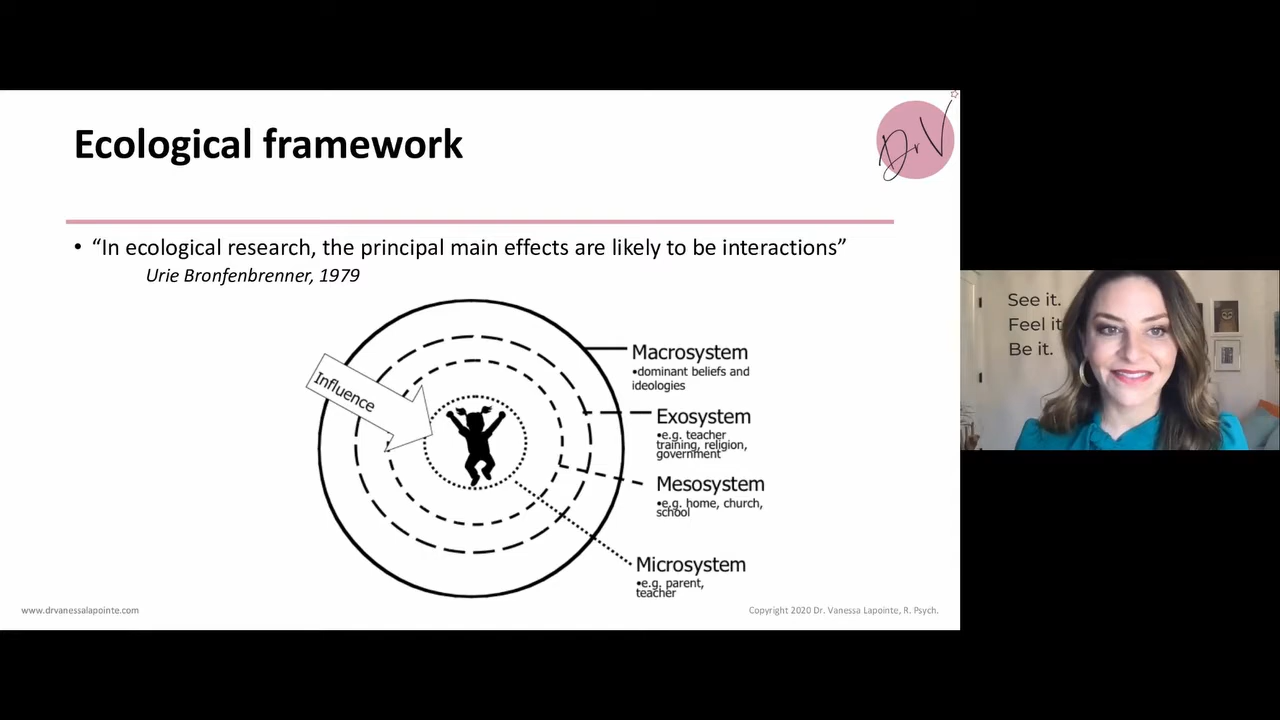 Dr V
Ecological framework
• “In ecological research, the principal main effects are likely to be interactions”
Urie Bronfenbrenner, 1979
Influence
Macrosystem
•dominant beliefs and
ideologies
Exosystem
•e.g. teacher
training, religion,
government
Mesosystem
•e.g. home, church,
school
Microsystem
•e.g. parent,
teacher
www.drvanessalapointe.com
Copyright 2020 Dr. Vanessa Lapointe, R. Psych.
See it.
Feel it
Be it.